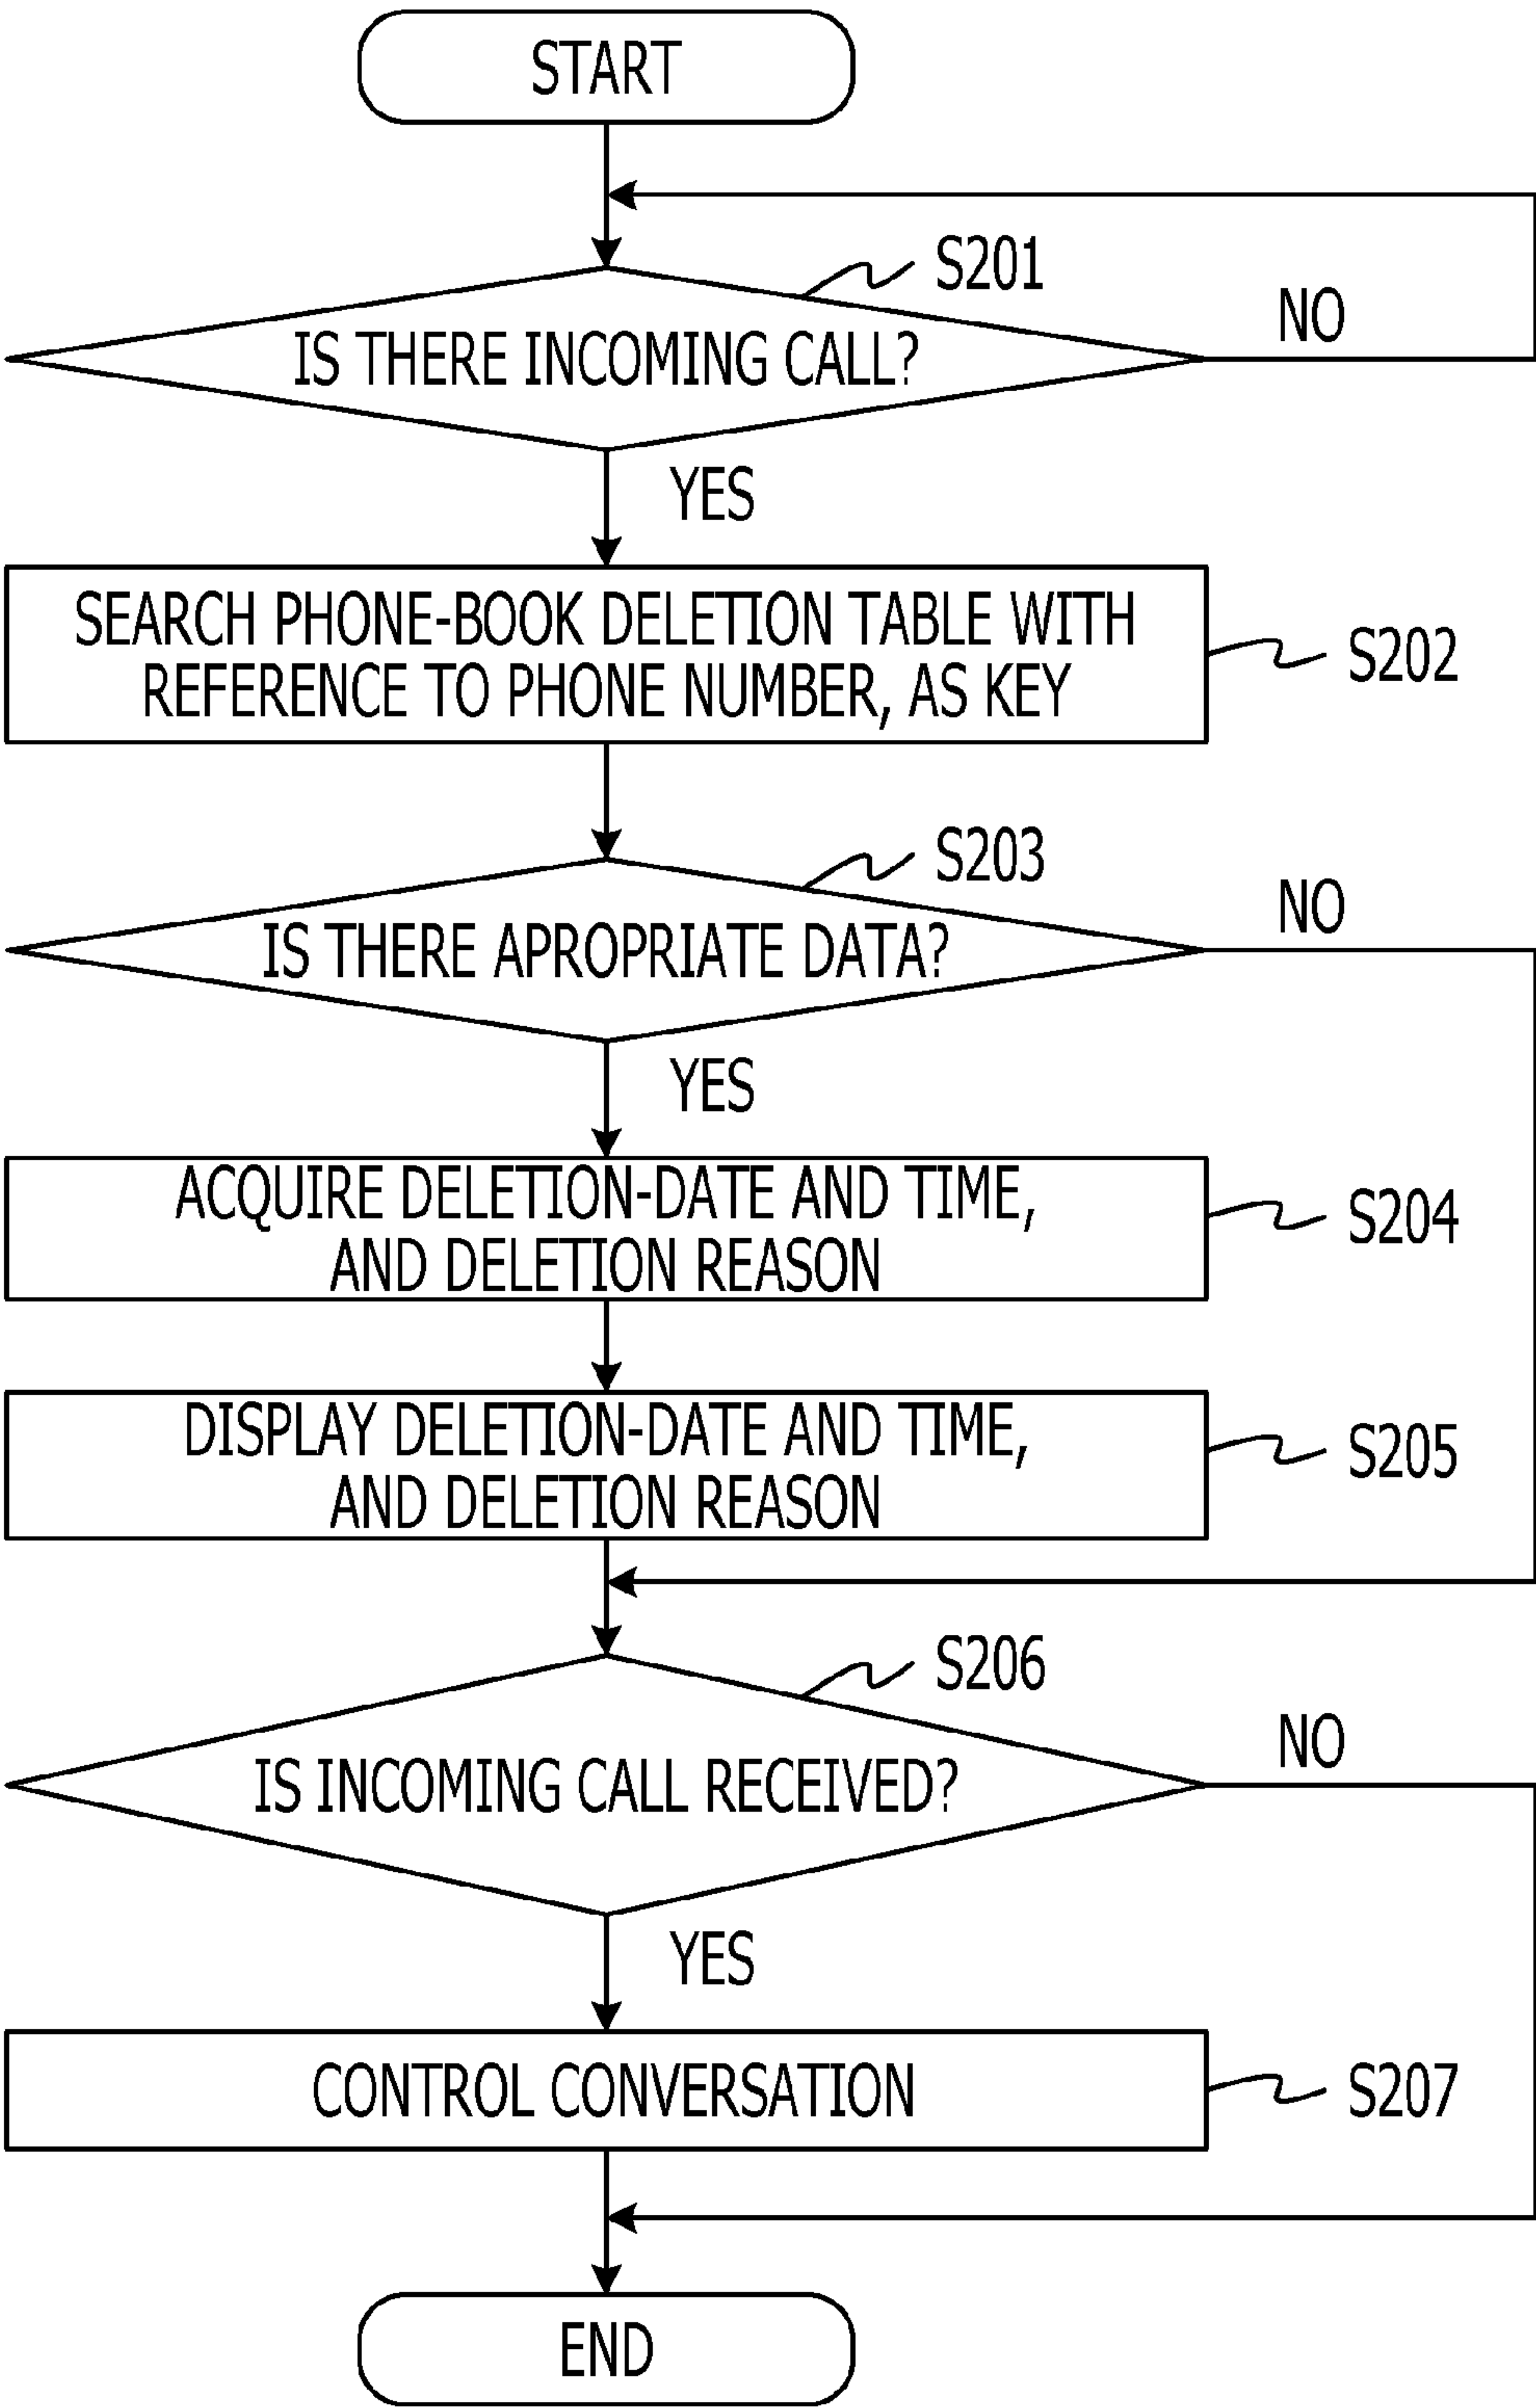 START
S201
IS THERE INCOMING CALL?
NO
YES
SEARCH PHONE-BOOK DELETION TABLE WITH
REFERENCE TO PHONE NUMBER, AS KEY
S202
S203
IS THERE APROPRIATE DATA?
NO
YES
ACQUIRE DELETION-DATE AND TIME,
AND DELETION REASON
S204
DISPLAY DELETION-DATE AND TIME,
AND DELETION REASON
S205
S206
IS INCOMING CALL RECEIVED?
NO
YES
CONTROL CONVERSATION
S207
END